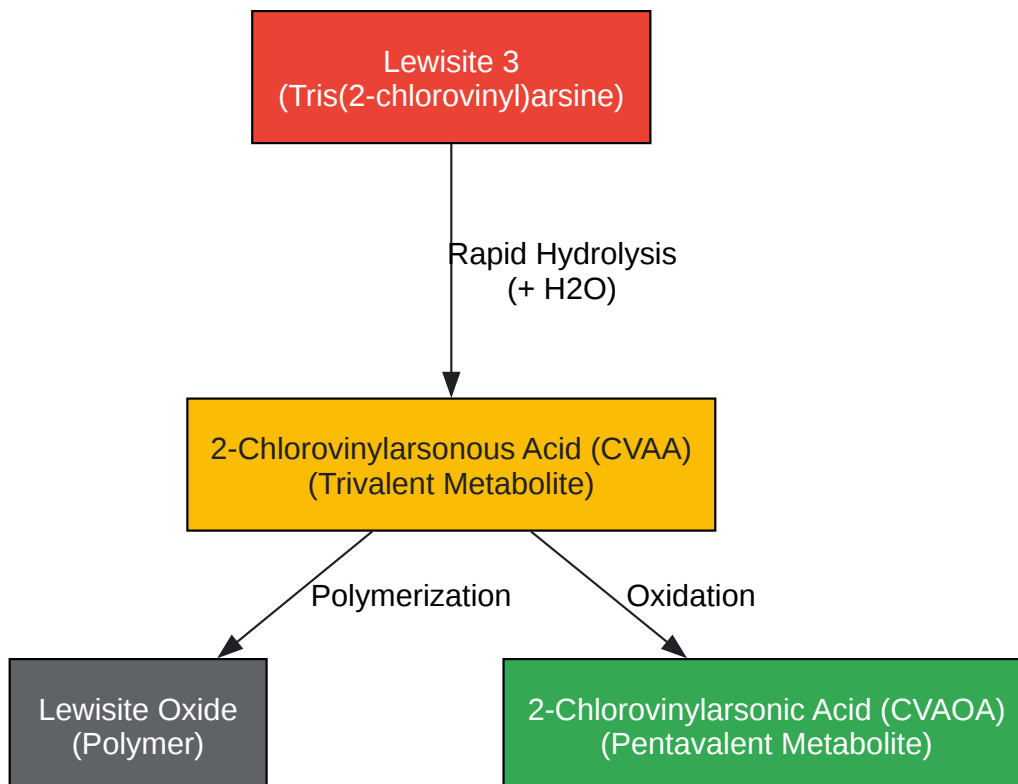 Lewisite 3
(Tris(2-chlorovinyl)arsine)
Rapid Hydrolysis
(+ H2O)
2-Chlorovinylarsonous Acid (CVAA)
(Trivalent Metabolite)
Polymerization
Oxidation
Lewisite Oxide
(Polymer)
2-Chlorovinylarsonic Acid (CVAOA)
(Pentavalent Metabolite)